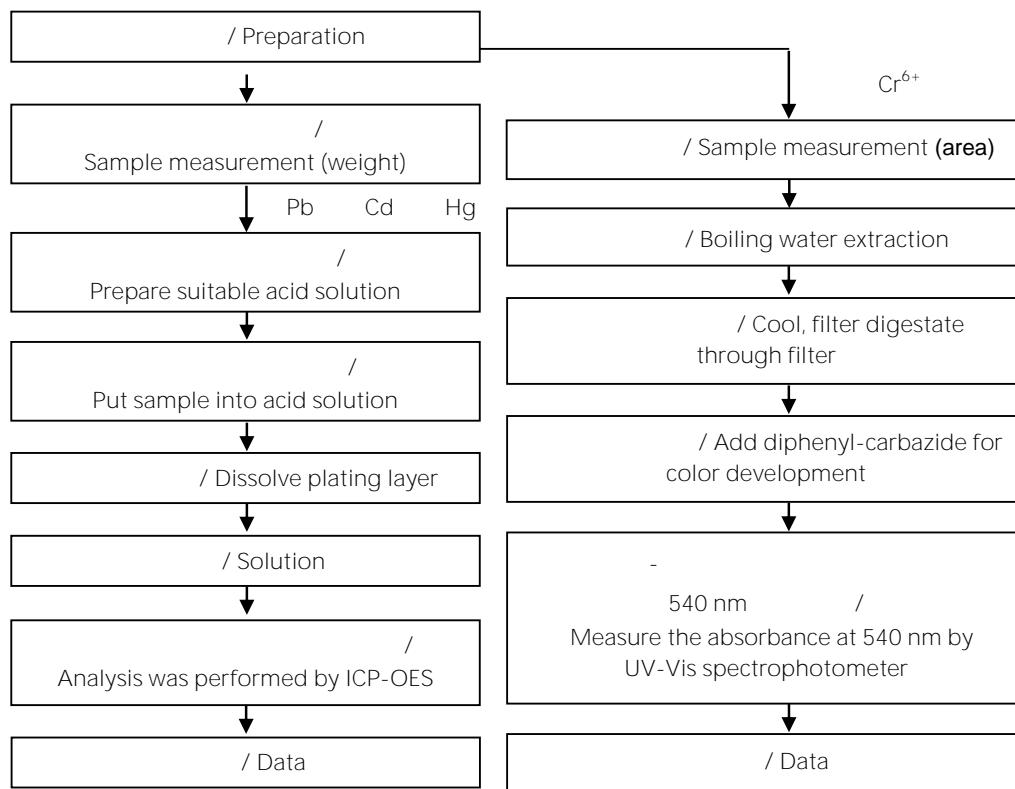 / Preparation
/
Sample measurement (weight)
Pb Cd Hg
/
Prepare suitable acid solution
/
Put sample into acid solution
/ Dissolve plating layer
/ Solution
/
Analysis was performed by ICP-OES
/ Data
Cr⁶⁺
/ Sample measurement (area)
/ Boiling water extraction
/ Cool, filter digestate
through filter
/ Add diphenyl-carbazide for
color development
-
540 nm /
Measure the absorbance at 540 nm by
UV-Vis spectrophotometer
/ Data